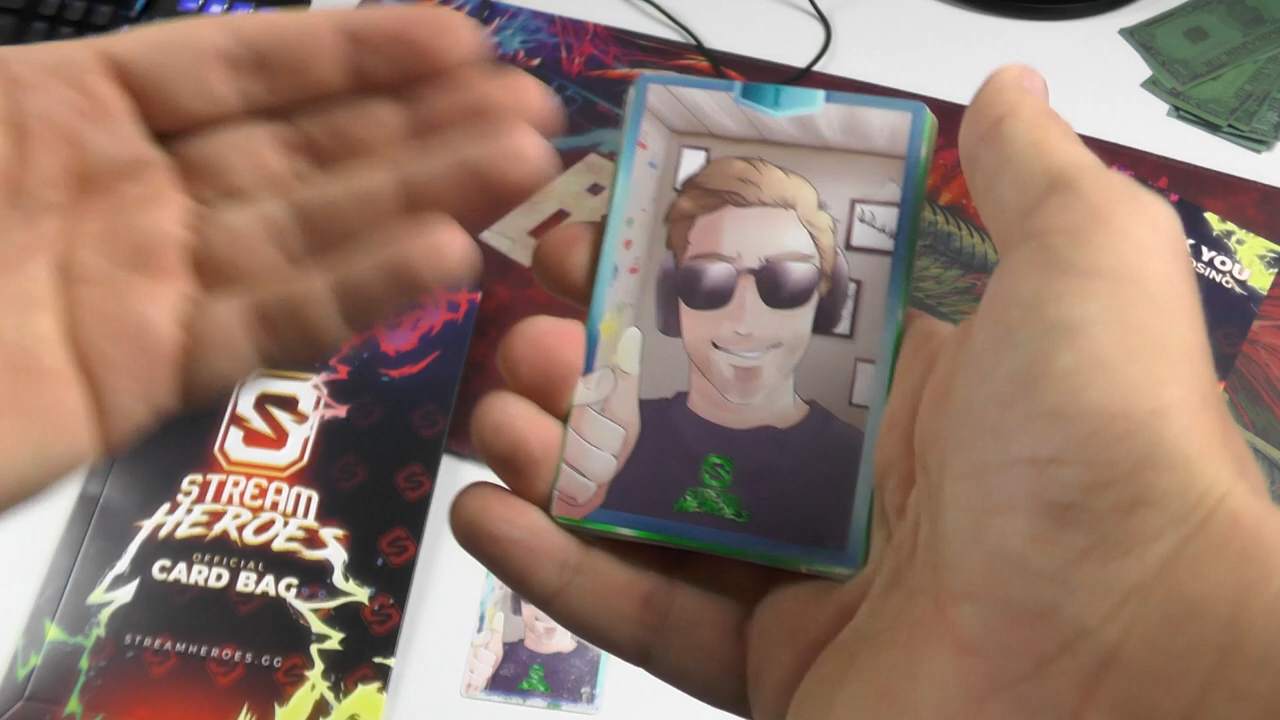 STREAM
HEROES
OFFICIAL
CARD BAG
STREAMHEROES.GG
YOU